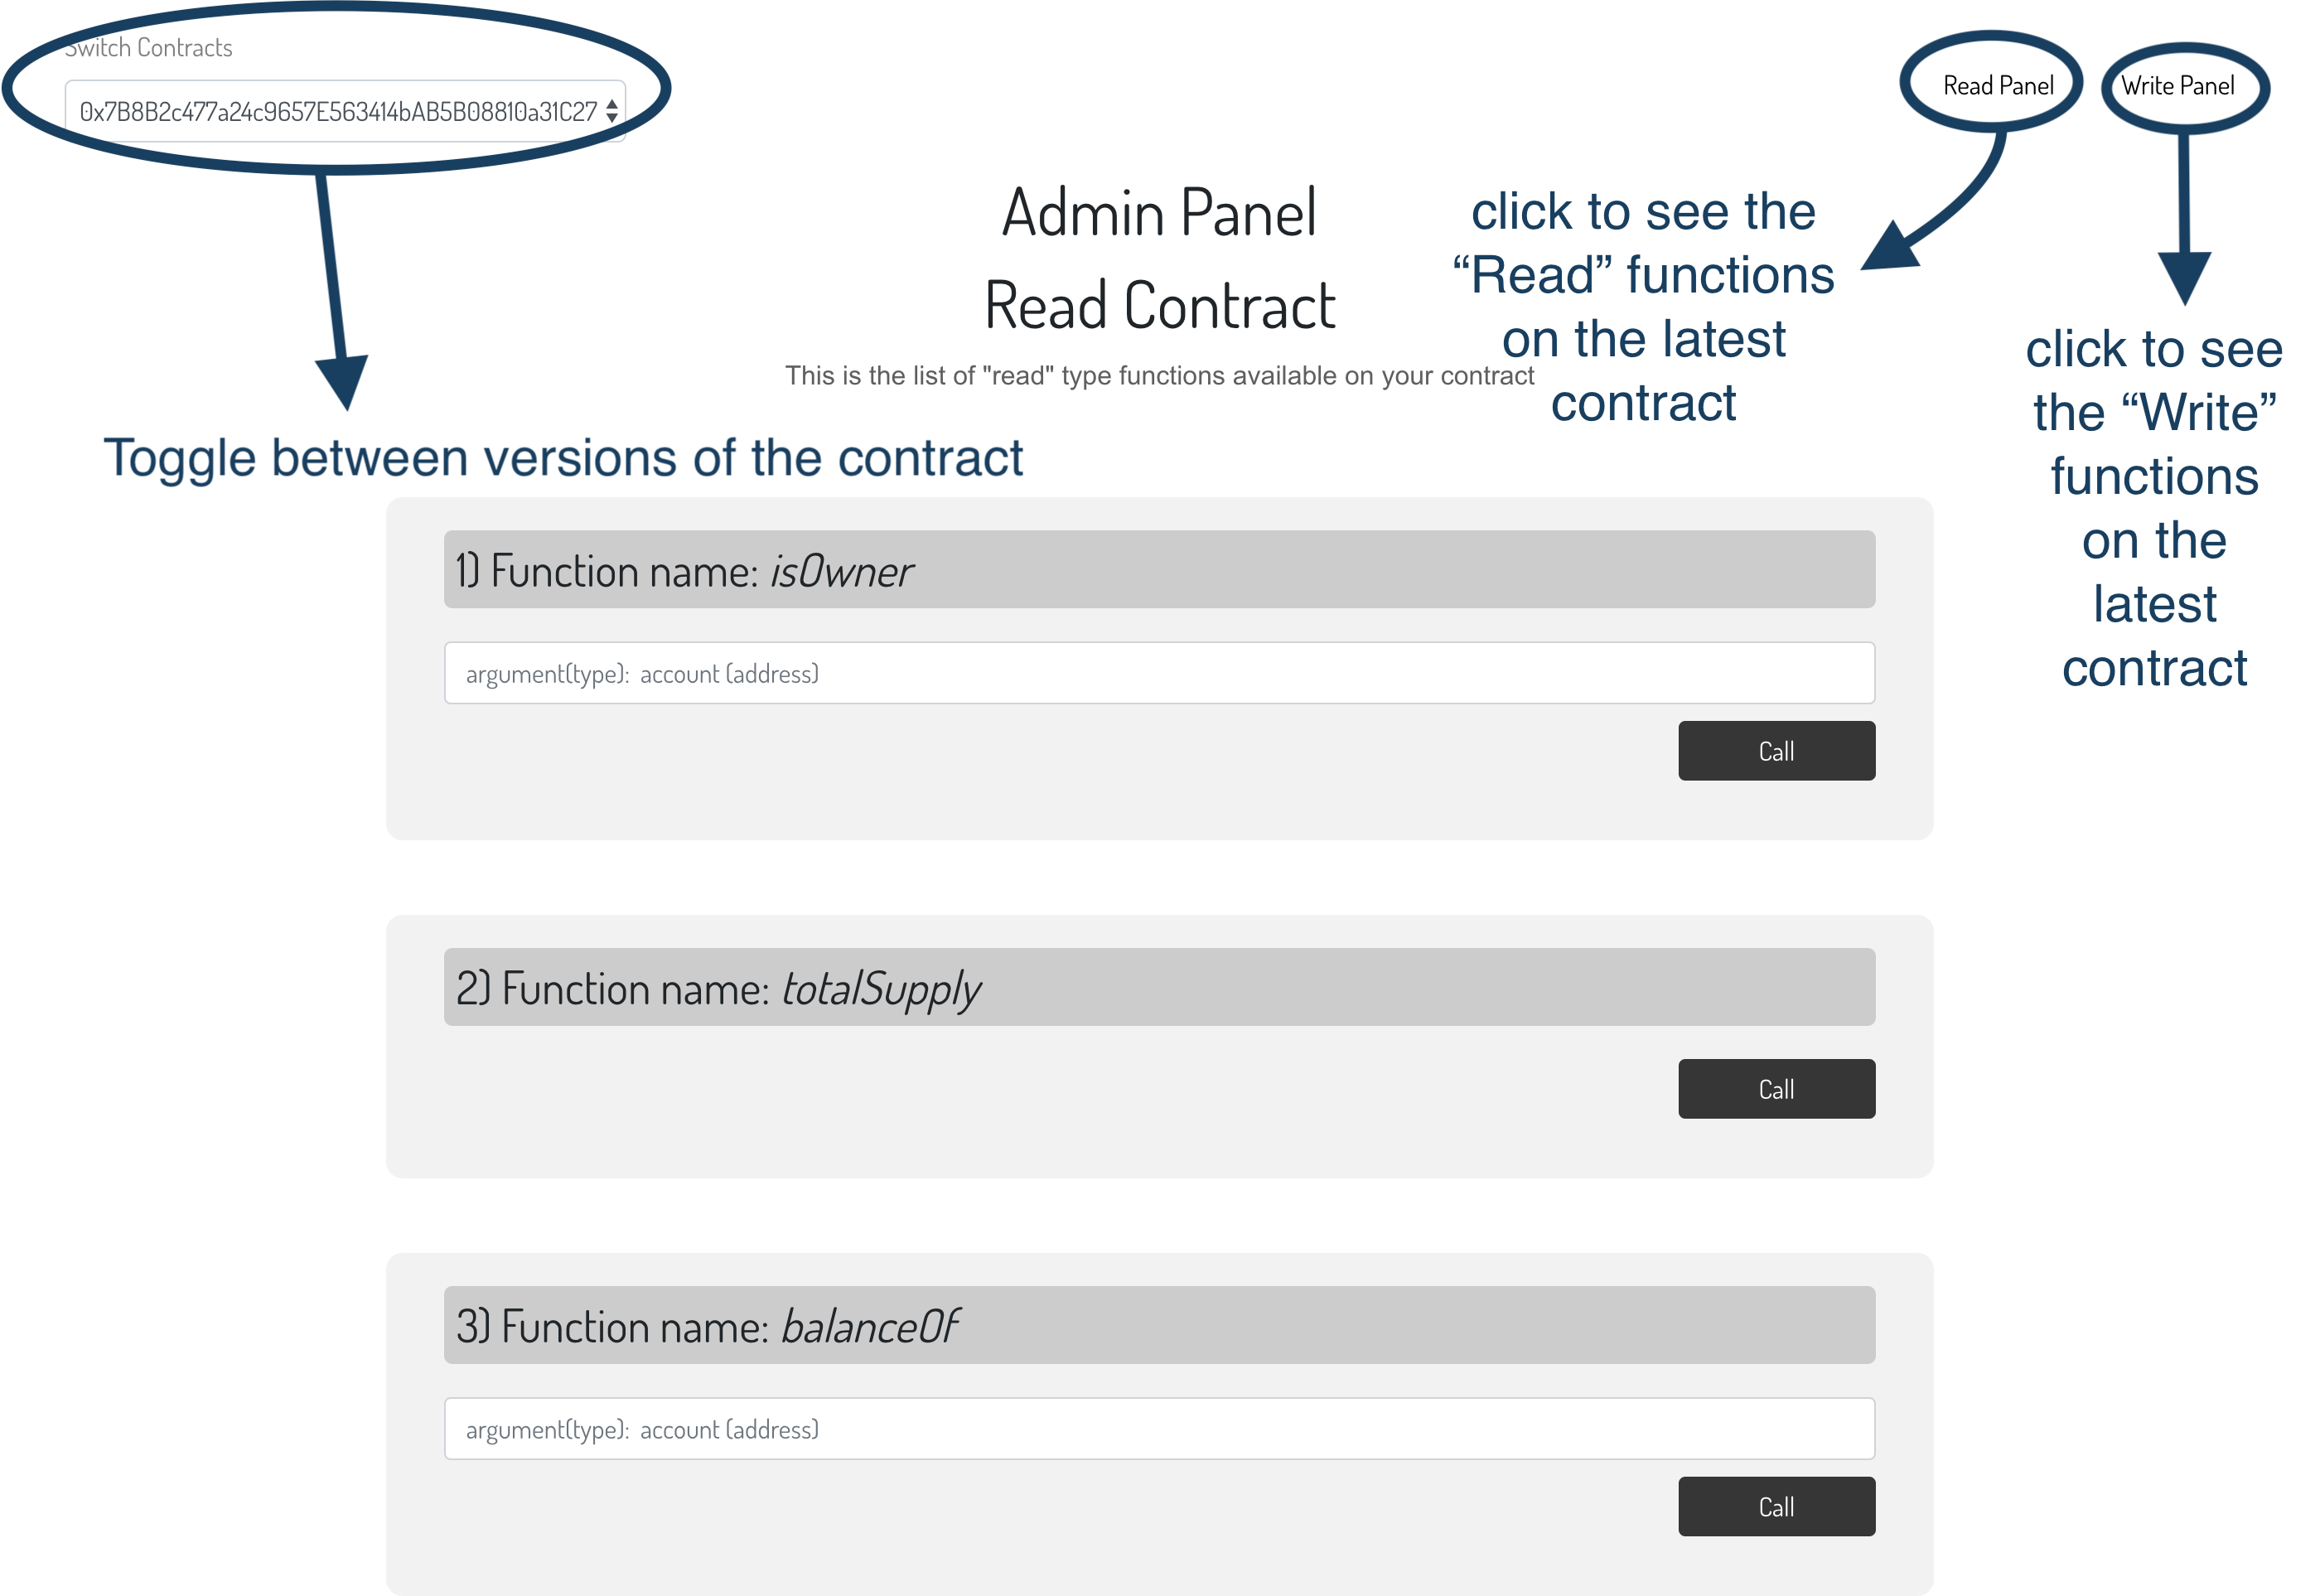 Switch Contracts
0x7B8B2c477a24c9657E563414bAB5B08810a31C27
Read Panel
Write Panel
Admin Panel
Read Contract
This is the list of "read" type functions available on your contract
click to see the
“Read” functions
on the latest
contract
click to see
the “Write”
functions
on the
latest
contract
Toggle between versions of the contract
1) Function name: isOwner
argument(type): account (address)
Call
2) Function name: totalSupply
Call
3) Function name: balanceOf
argument(type): account (address)
Call